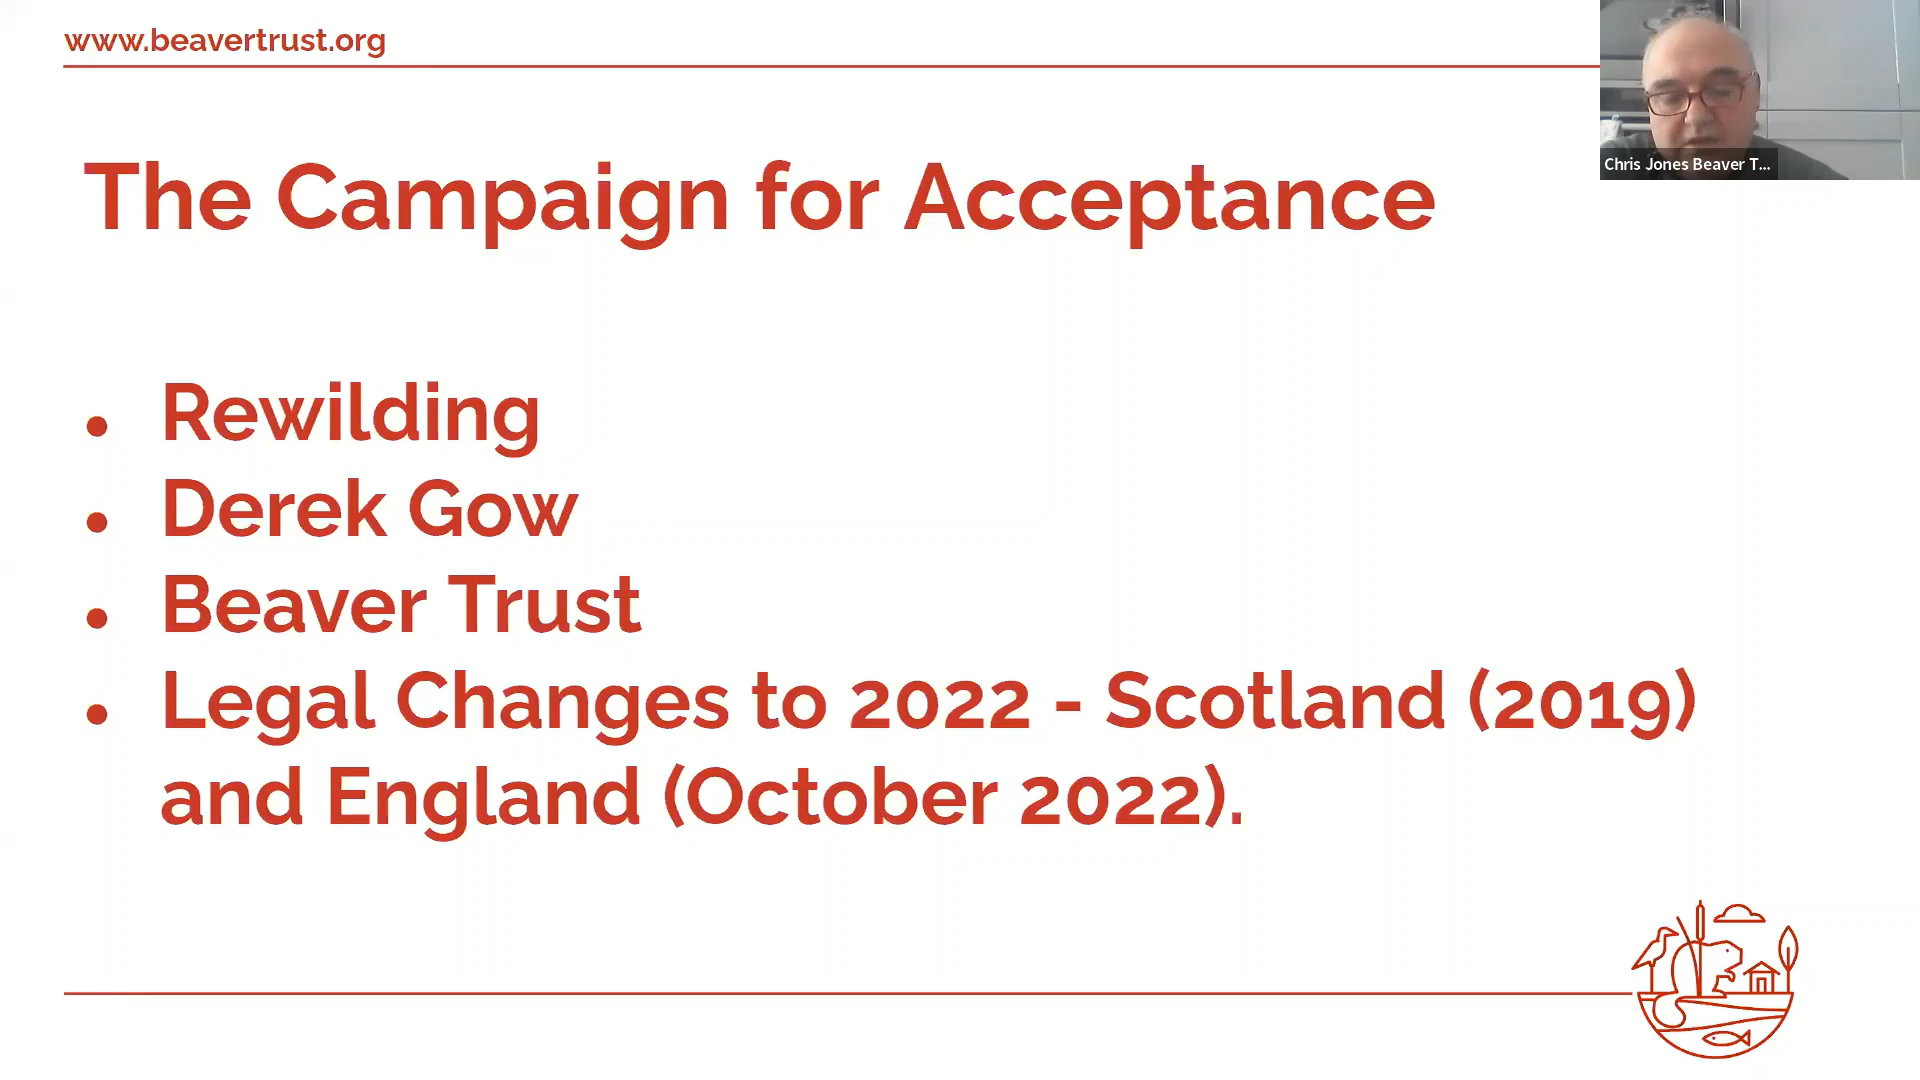 www.beavertrust.org
Chris Jones Beaver T...
The Campaign for Acceptance
• Rewilding
• Derek Gow
• Beaver Trust
• Legal Changes to 2022 - Scotland (2019)
and England (October 2022).